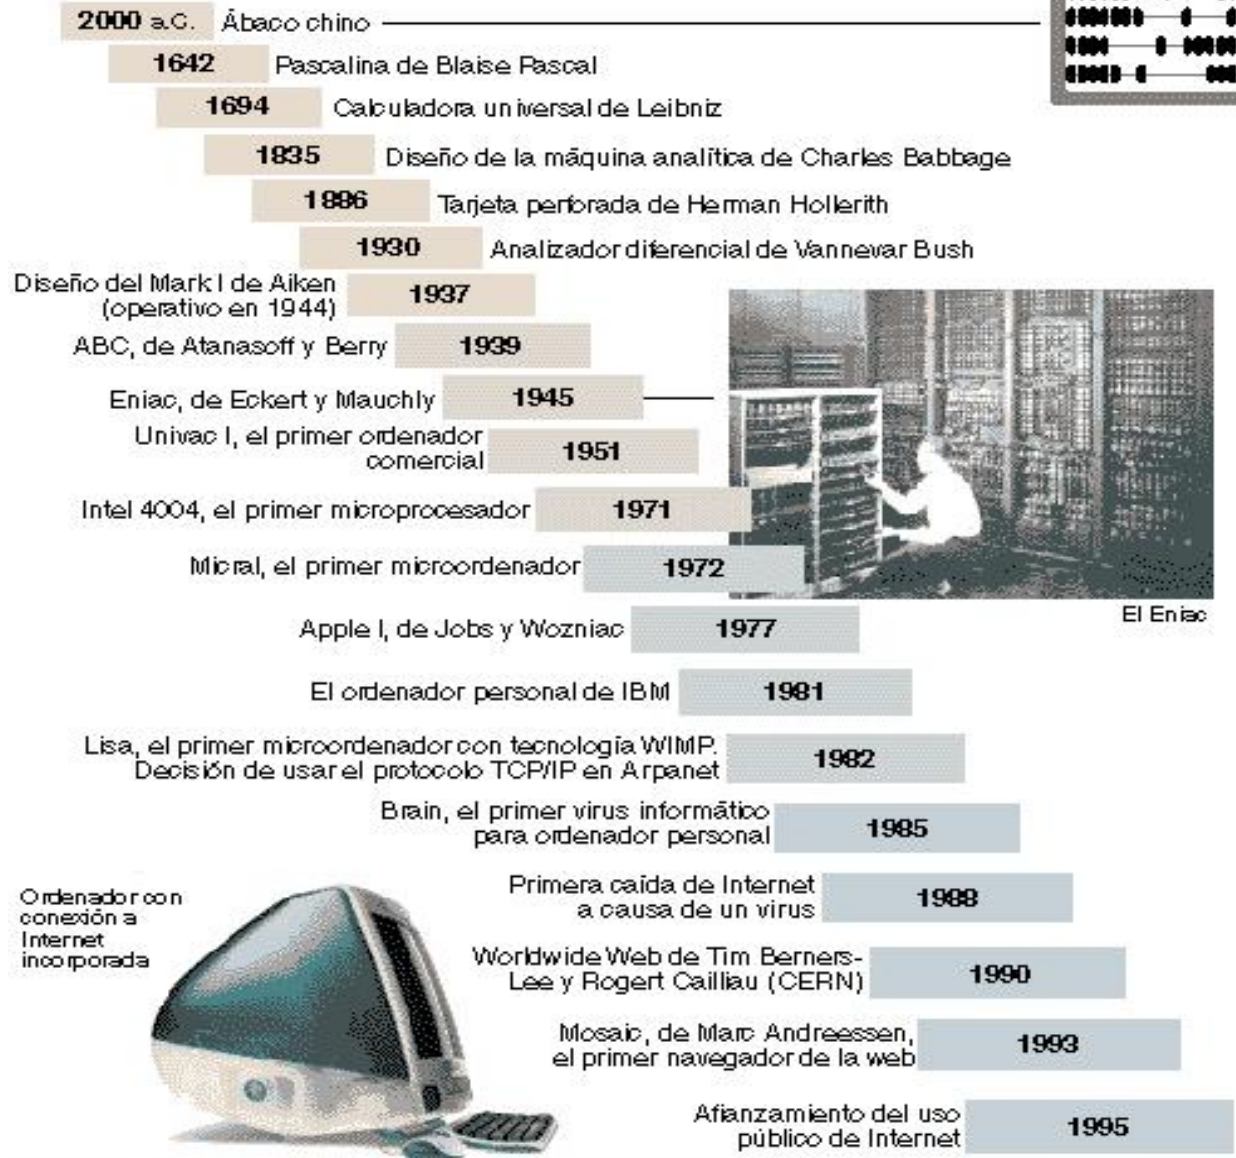 2000 a.C. Ábaco chino
1642 Pascalina de Blaise Pascal
1694 Calculadora universal de Leibniz
1835 Diseño de la máquina analítica de Charles Babbage
1886 Tarjeta perforada de Herman Hollerith
1930 Analizador diferencial de Vannevar Bush
Diseño del Mark I de Aiken
(operativo en 1944) 1937
ABC, de Atanasoff y Berry 1939
Eniac, de Eckert y Mauchly 1945
Univac I, el primer ordenador
comercial 1951
Intel 4004, el primer microprocesador 1971
Micral, el primer microordenador 1972
El Eniac
Apple I, de Jobs y Wozniac 1977
El ordenador personal de IBM 1981
Lisa, el primer microordenador con tecnología WIMP.
Decisión de usar el protocolo TCP/IP en Arpanet 1982
Brain, el primer virus informático
para ordenador personal 1985
Ordenador con
conexión a
Internet
incorporada
Primera caída de Internet
a causa de un virus 1988
Worldwide Web de Tim Berners-
Lee y Rogert Cailliau (CERN) 1990
Mosaic, de Marc Andreessen,
el primer navegador de la web 1993
Afianzamiento del uso
público de Internet 1995